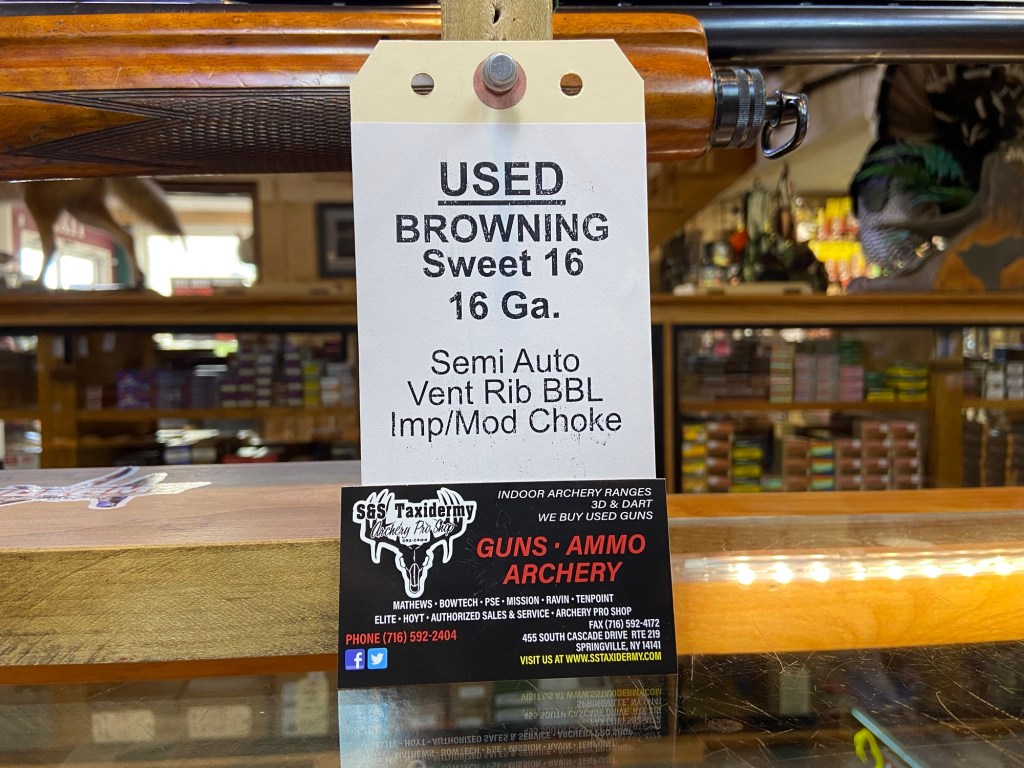 USED
BROWNING
Sweet 16
16 Ga.
Semi Auto
Vent Rib BBL
Imp/Mod Choke
S&S Taxidermy
Archery Pro Shop
592-2404
INDOOR ARCHERY RANGES
3D & DART
WE BUY USED GUNS
GUNS · AMMO
ARCHERY
MATHEWS · BOWTECH · PSE · MISSION · RAVIN · TENPOINT
ELITE · HOYT · AUTHORIZED SALES & SERVICE · ARCHERY PRO SHOP
PHONE (716) 592-2404
FAX (716) 592-4172
455 SOUTH CASCADE DRIVE RTE 219
SPRINGVILLE, NY 14141
VISIT US AT WWW.SSTAXIDERMY.COM